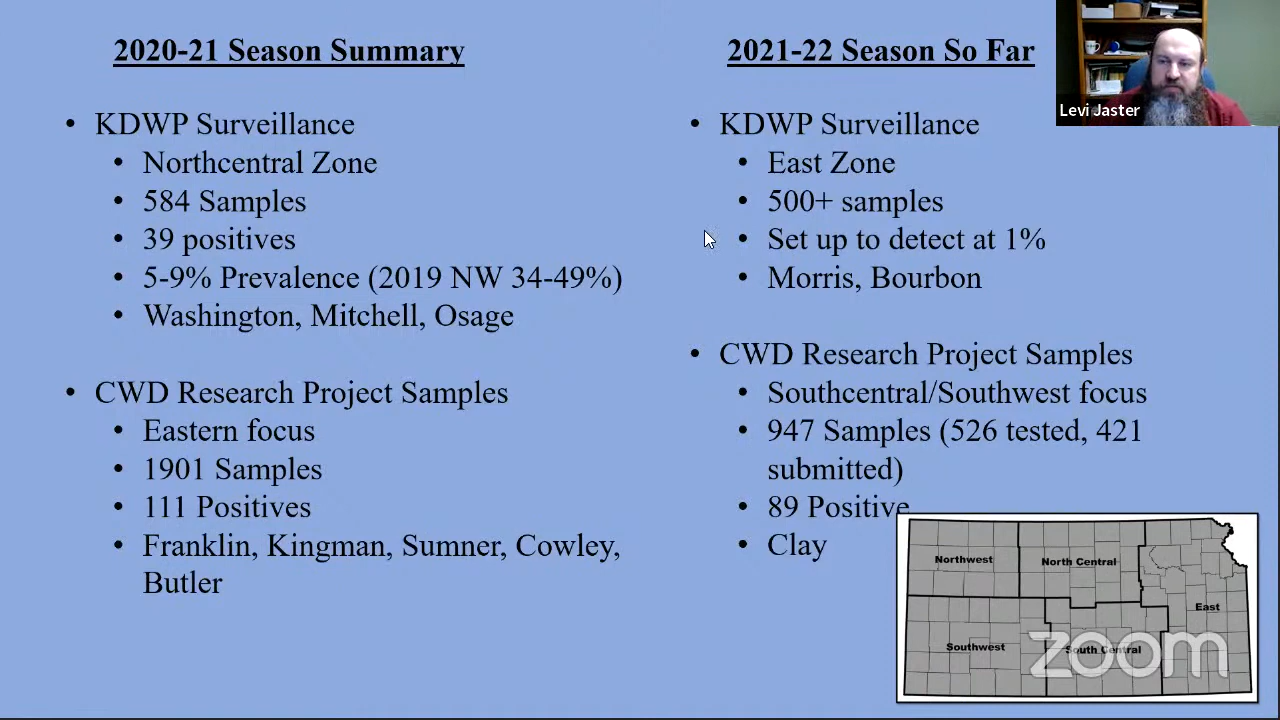 2020-21 Season Summary
• KDWP Surveillance
• Northcentral Zone
• 584 Samples
• 39 positives
• 5-9% Prevalence (2019 NW 34-49%)
• Washington, Mitchell, Osage
• CWD Research Project Samples
• Eastern focus
• 1901 Samples
• 111 Positives
• Franklin, Kingman, Sumner, Cowley,
Butler
2021-22 Season So Far
• KDWP Surveillance
• East Zone
• 500+ samples
• Set up to detect at 1%
• Morris, Bourbon
• CWD Research Project Samples
• Southcentral/Southwest focus
• 947 Samples (526 tested, 421
submitted)
• 89 Positive
• Clay
Levi Jaster
Northwest
North Central
East
Southwest
South Central
zoom